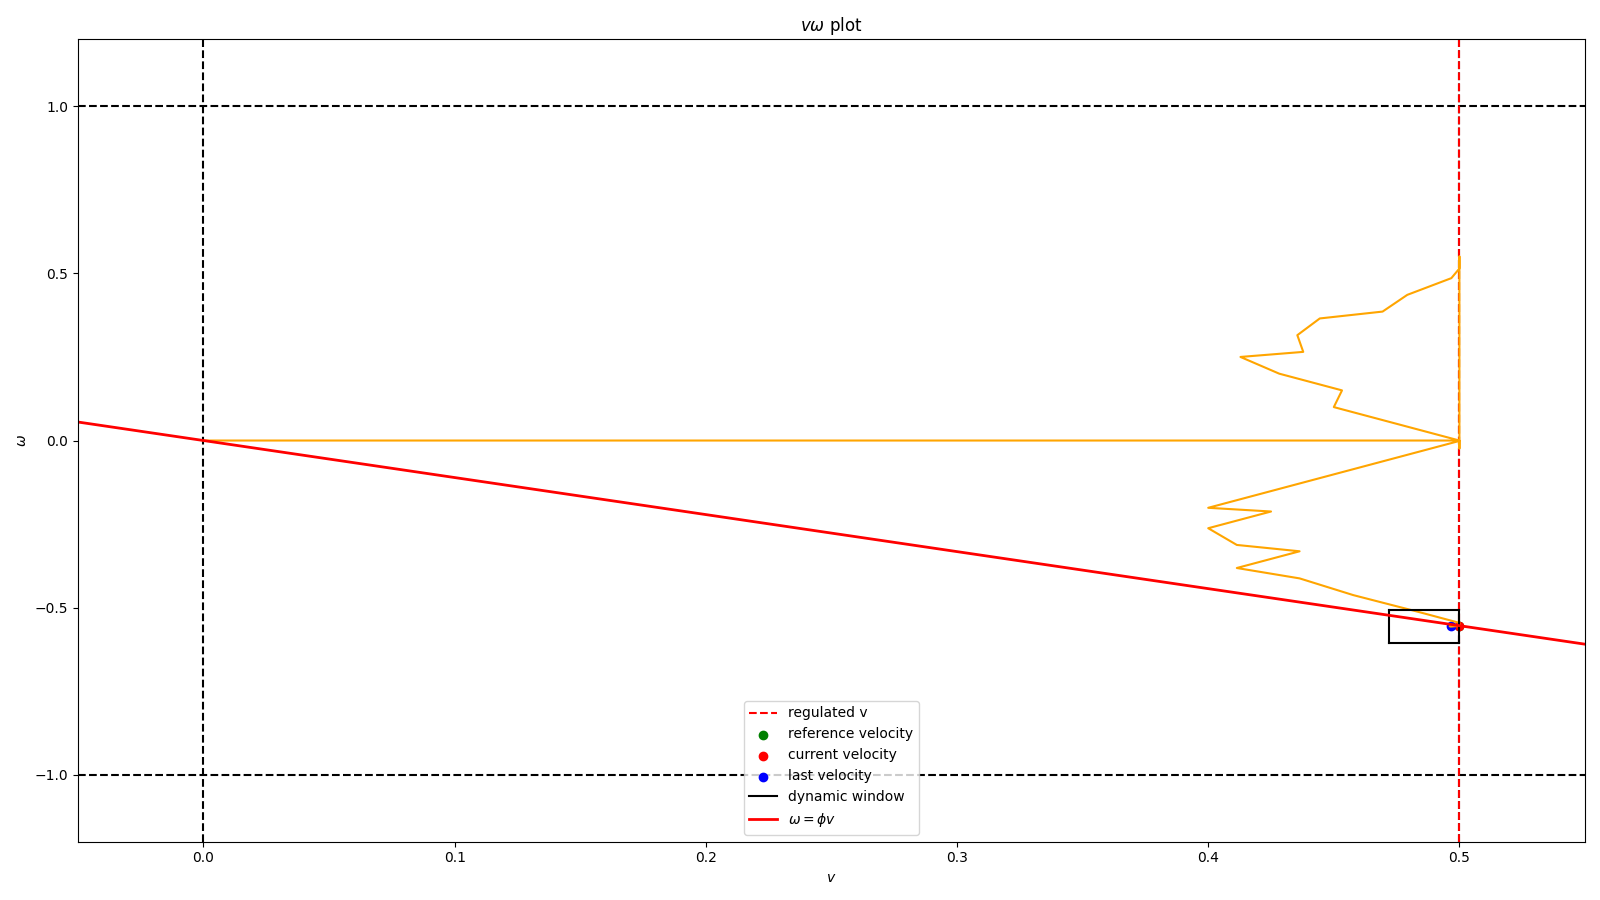 vω plot
1.0
0.5
0.0
−0.5
−1.0
ω
0.0 0.1 0.2 0.3 0.4 0.5
v
regulated v
reference velocity
current velocity
last velocity
dynamic window
ω = ϕv